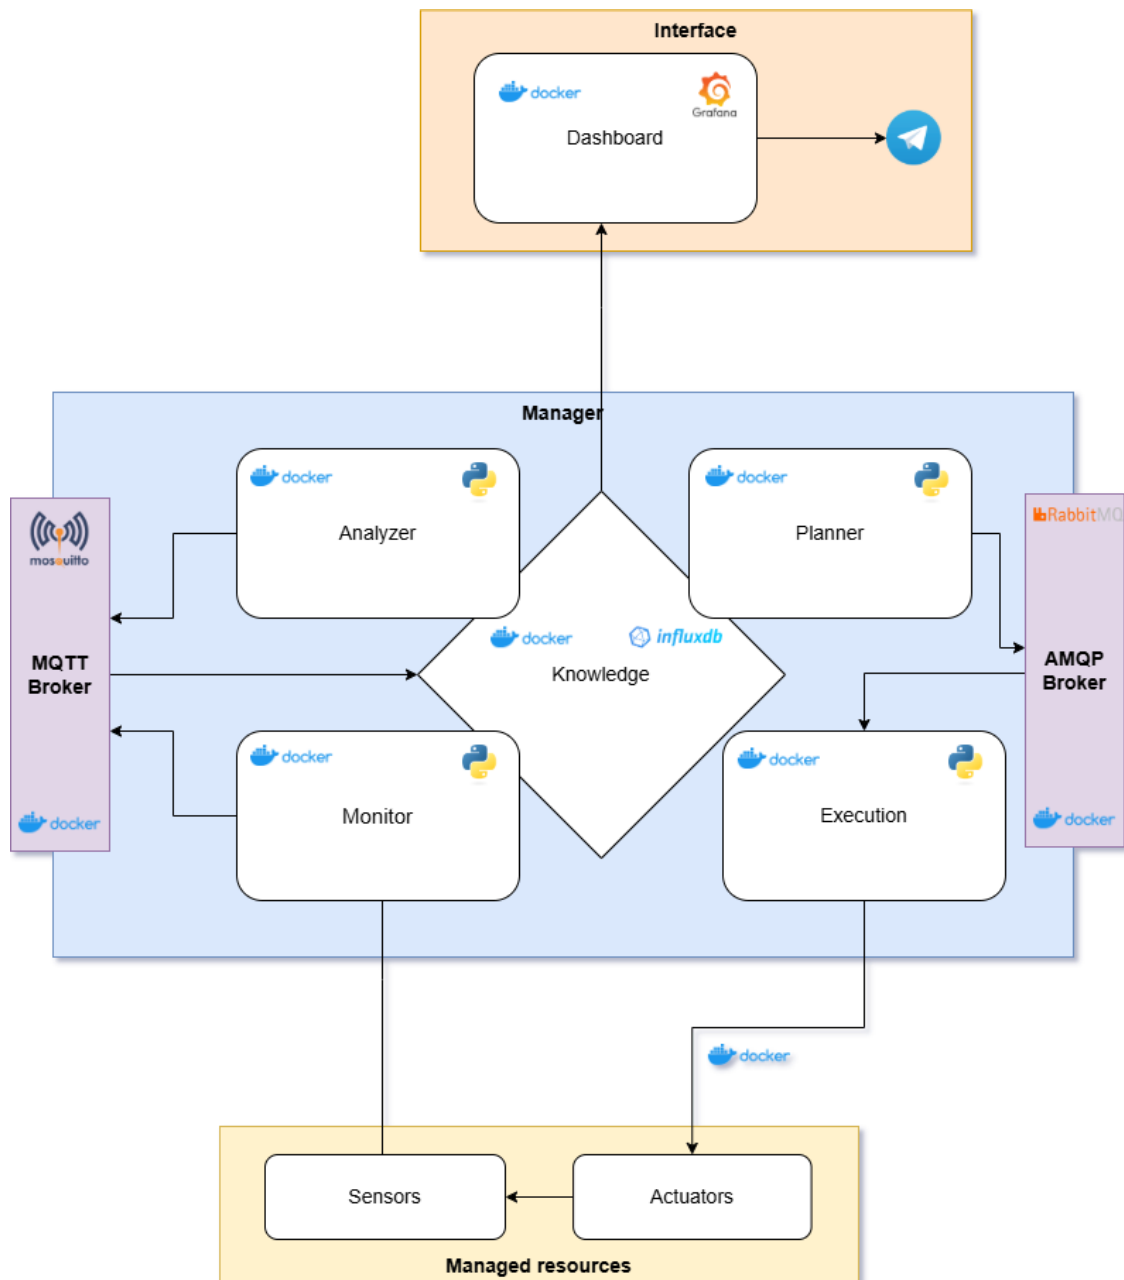 Interface
docker
Grafana
Dashboard
Manager
docker
Analyzer
docker
Planner
mosquitto
MQTT
Broker
docker
RabbitMQ
AMQP
Broker
docker
docker
influxdb
Knowledge
docker
Monitor
docker
Execution
docker
Sensors
Actuators
Managed resources